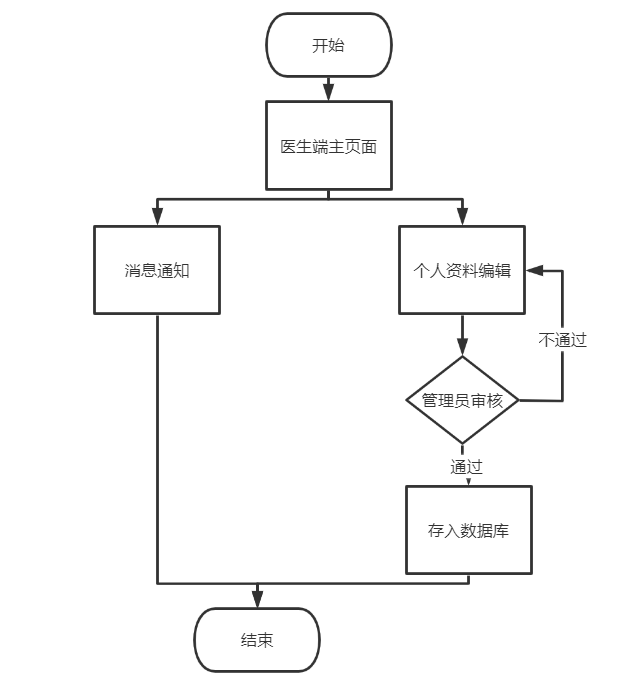 开始
医生端主页面
消息通知
个人资料编辑
不通过
管理员审核
通过
存入数据库
结束